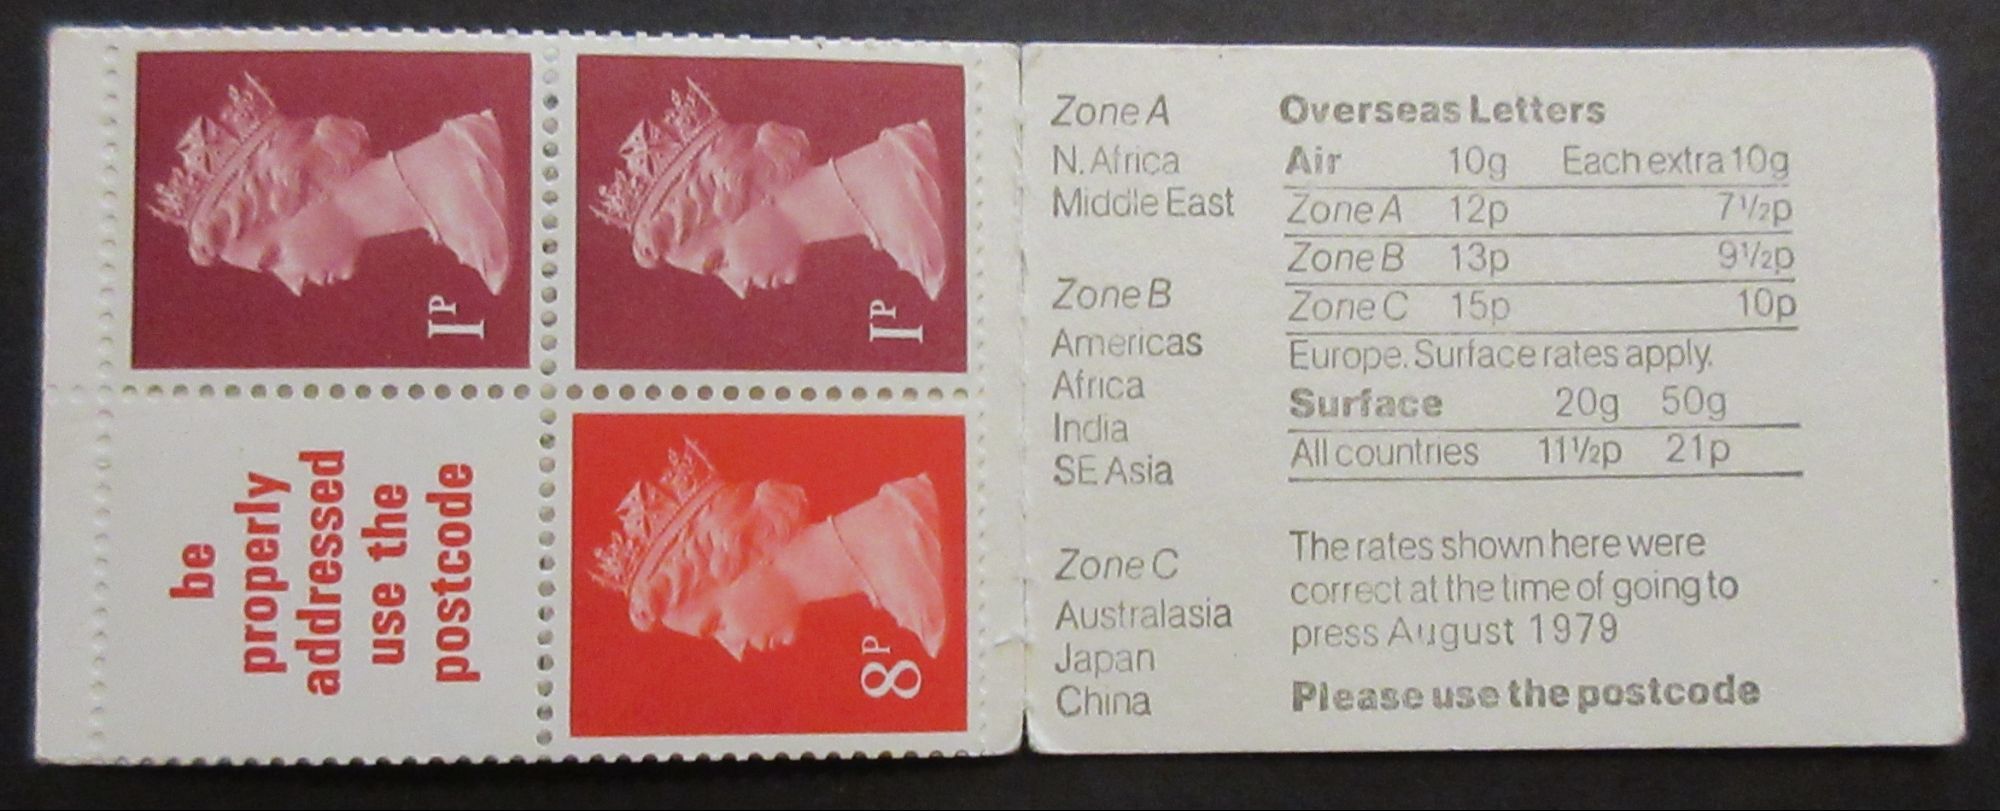 1P
1P
be
properly
addressed
use the
postcode
8P
Zone A
N. Africa
Middle East
Zone B
Americas
Africa
India
SE Asia
Zone C
Australasia
Japan
China
Overseas Letters
Air 10g Each extra 10g
Zone A 12p 7½p
Zone B 13p 9½p
Zone C 15p 10p
Europe. Surface rates apply.
Surface 20g 50g
All countries 11½p 21p
The rates shown here were
correct at the time of going to
press August 1979
Please use the postcode